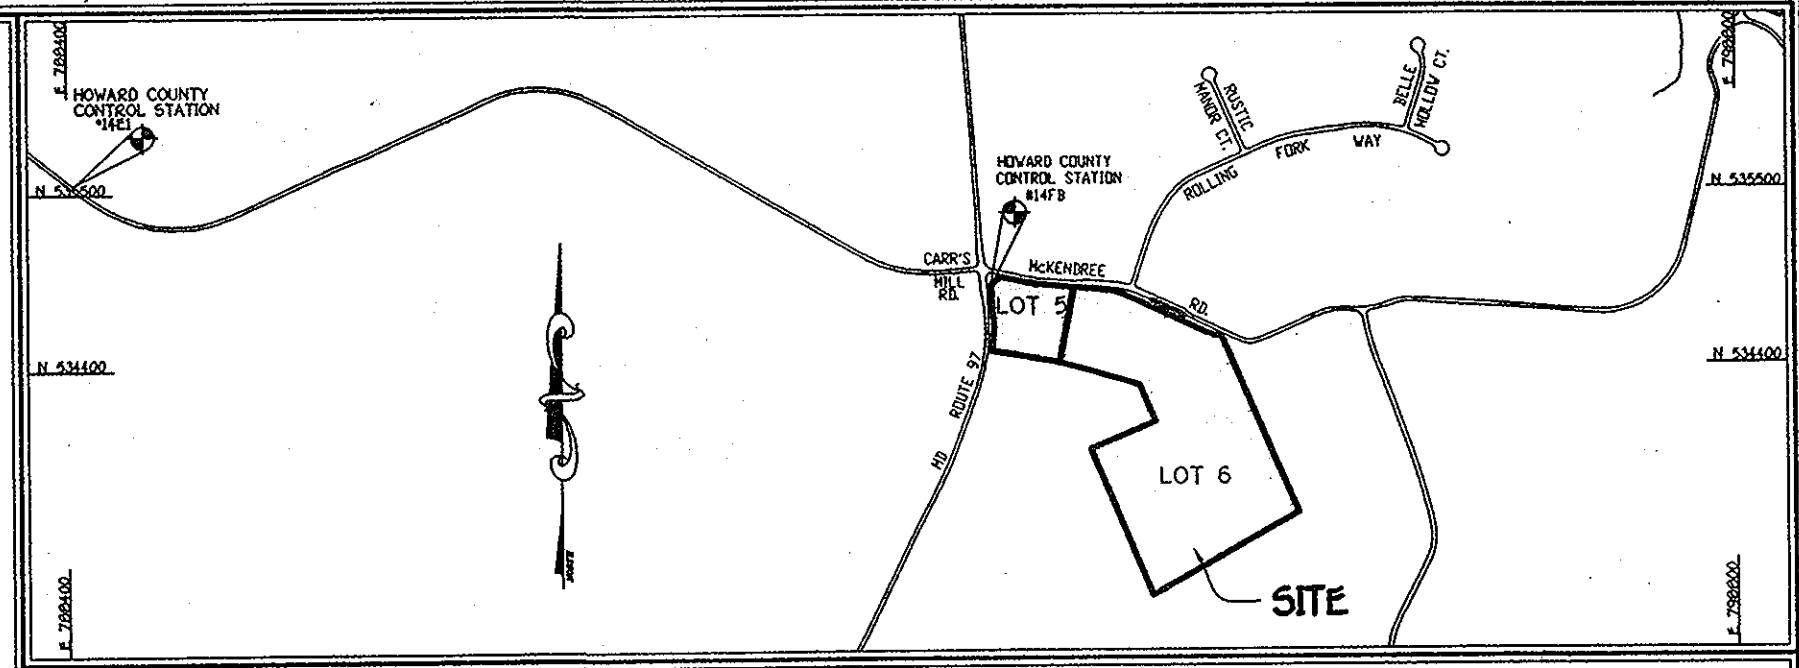 E 788400
E 790800
HOWARD COUNTY
CONTROL STATION
#14E1
BELLE
HOLLOW CT.
RUSTIC
MANOR CT.
FORK
WAY
ROLLING
HOWARD COUNTY
CONTROL STATION
#14FB
N 535500
N 535500
CARR'S
MILL
RD.
McKENDREE
RD.
LOT 5
N 534400
N 534400
MD
ROUTE 97
LOT 6
NORTH
SITE
E 788400
E 790800